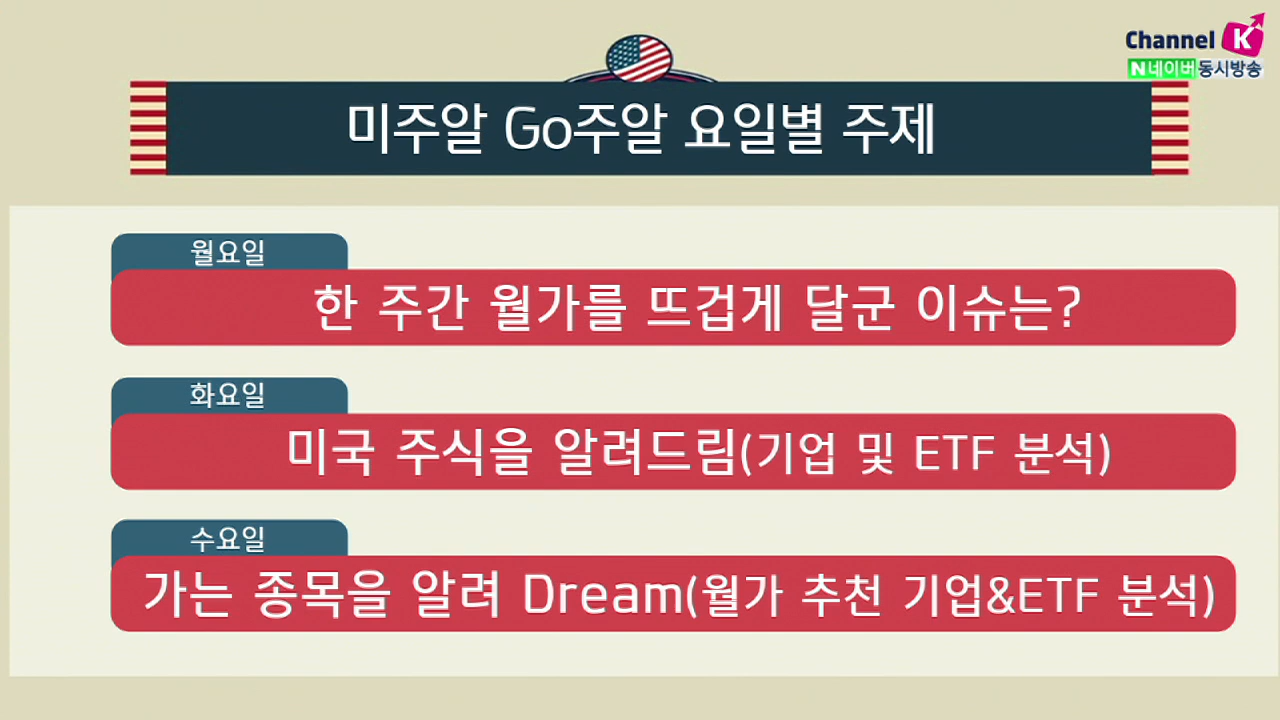 Channel K
N네이버 동시방송
미주알 Go주알 요일별 주제
월요일
한 주간 월가를 뜨겁게 달군 이슈는?
화요일
미국 주식을 알려드림(기업 및 ETF 분석)
수요일
가는 종목을 알려 Dream(월가 추천 기업&ETF 분석)